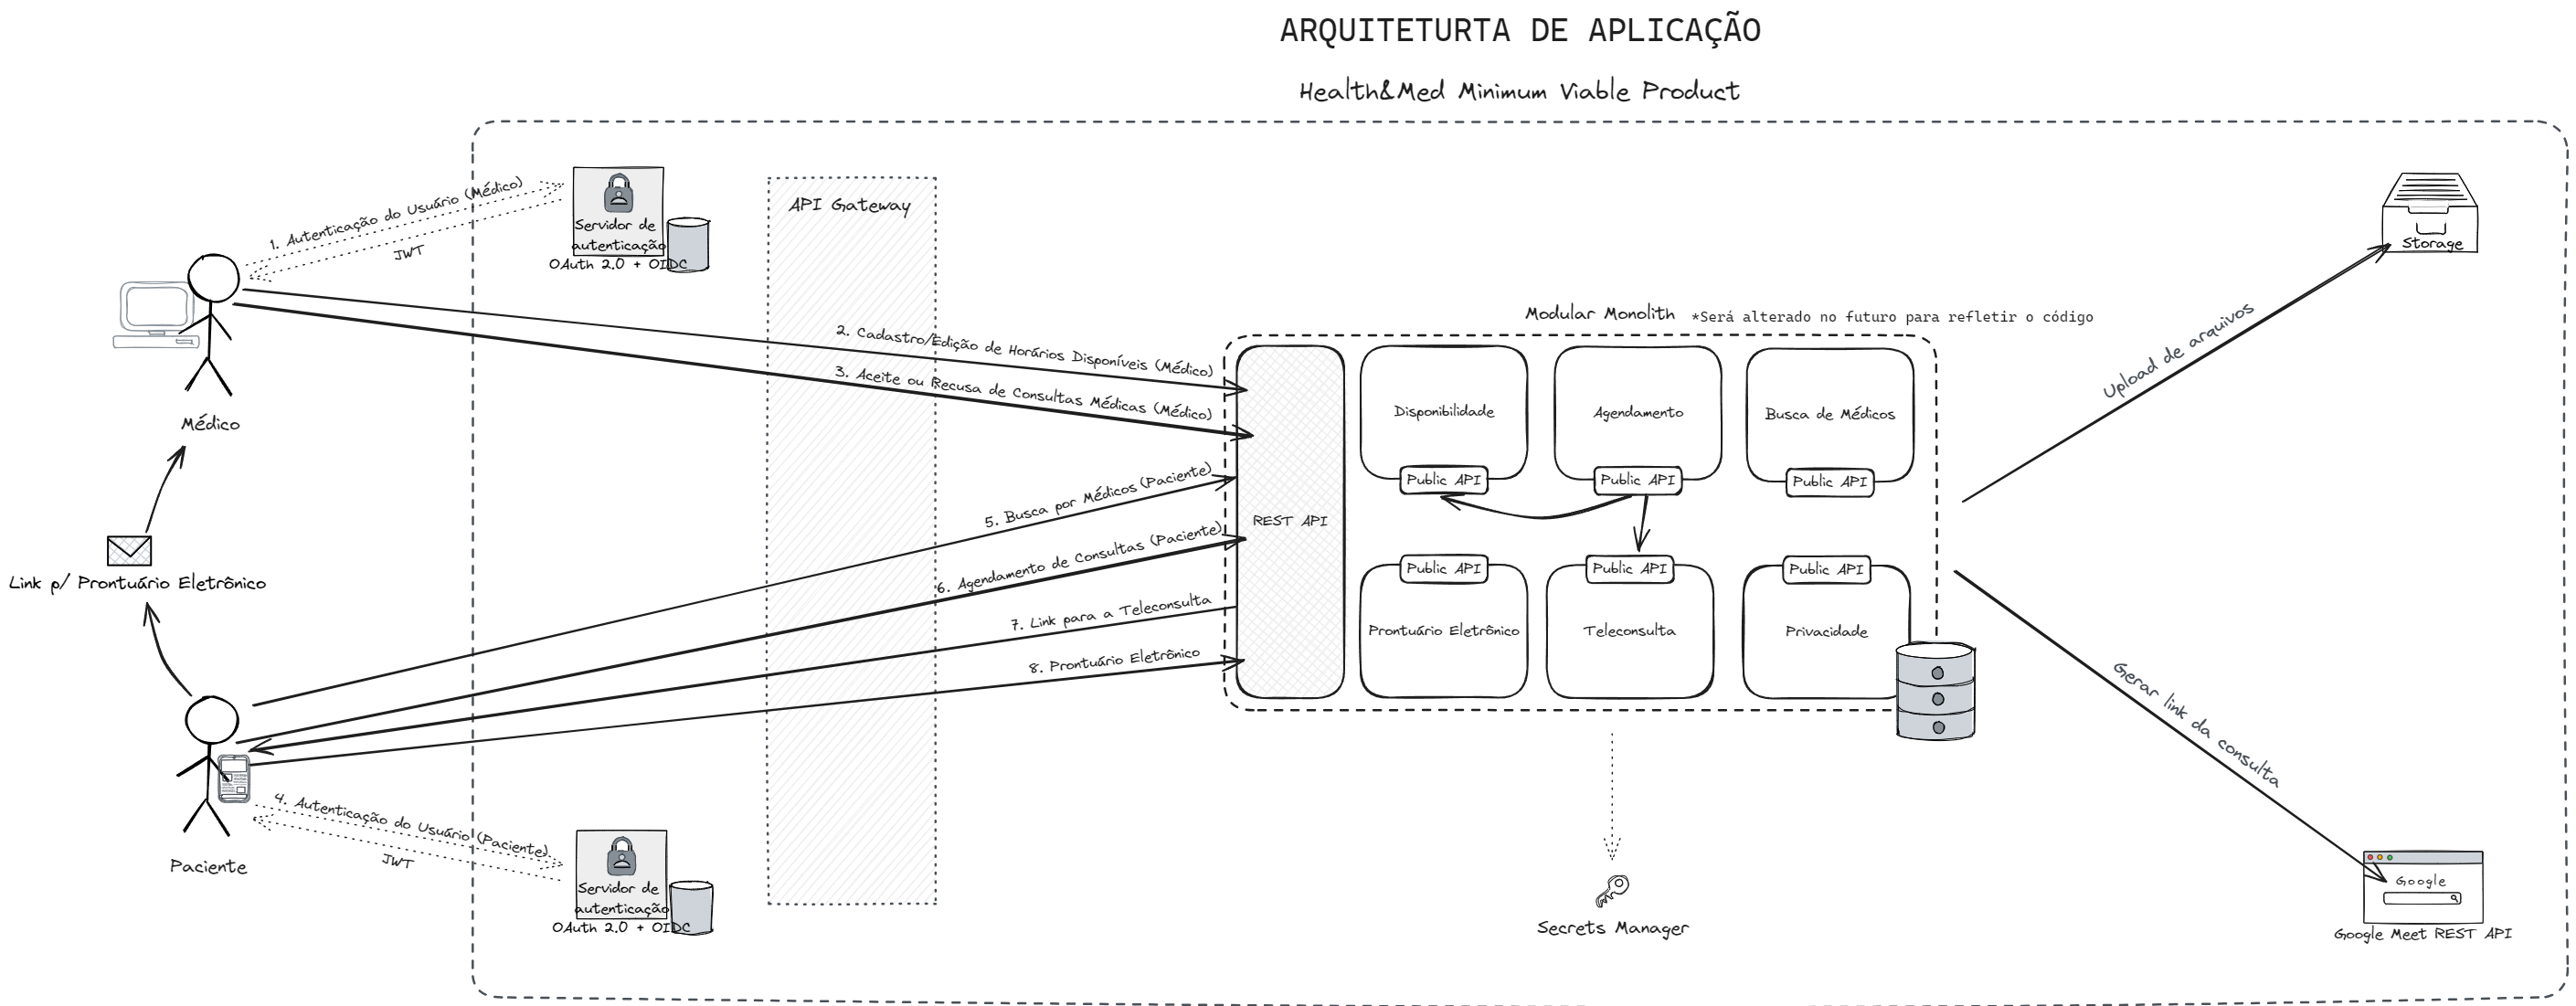 ARQUITETURTA DE APLICAÇÃO
Health&Med Minimum Viable Product
1. Autenticação do Usuário (Médico)
JWT
Servidor de
autenticação
OAuth 2.0 + OIDC
API Gateway
Storage
Upload de arquivos
Modular Monolith
*Será alterado no futuro para refletir o código
2. Cadastro/Edição de Horários Disponíveis (Médico)
3. Aceite ou Recusa de Consultas Médicas (Médico)
Médico
Disponibilidade
Agendamento
Busca de Médicos
Public API
Public API
Public API
5. Busca por Médicos (Paciente)
REST API
6. Agendamento de Consultas (Paciente)
Link p/ Prontuário Eletrônico
7. Link para a Teleconsulta
8. Prontuário Eletrônico
Public API
Public API
Public API
Prontuário Eletrônico
Teleconsulta
Privacidade
Gerar link da consulta
4. Autenticação do Usuário (Paciente)
JWT
Paciente
Servidor de
autenticação
OAuth 2.0 + OIDC
Secrets Manager
Google
Google Meet REST API